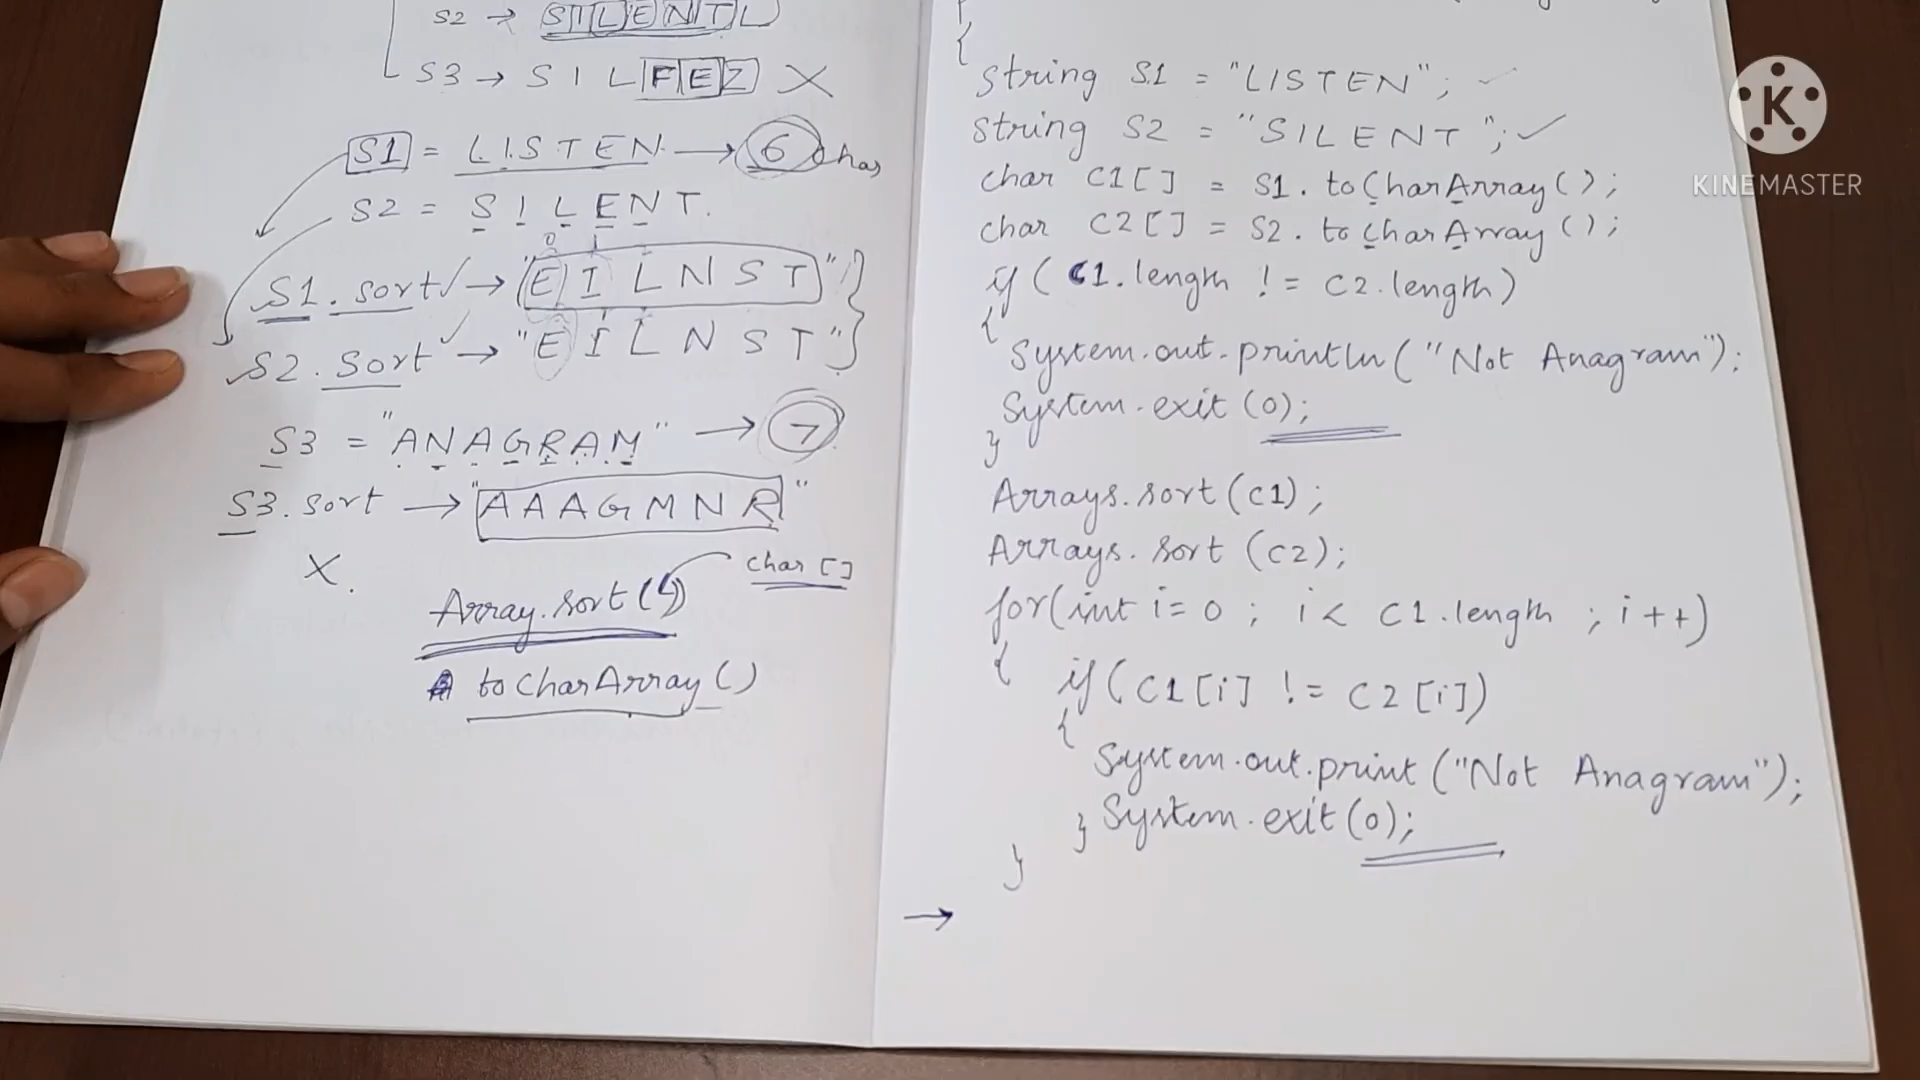 S2 → SILENTL
S3 → SILFEZ X
S1 = LISTEN → 6 char
S2 = SILENT.
0 1
S1.sort → "EILNST"
S2.sort → "EILNST"
S3 = "ANAGRAM" → 7
S3.sort → "AAAGMNR"
X.
char []
Array.sort()
toCharArray()
{
String S1 = "LISTEN";
String S2 = "SILENT";
char C1[] = S1.toCharArray();
char C2[] = S2.toCharArray();
if(C1.length != C2.length)
{
System.out.println("Not Anagram");
System.exit(0);
}
Arrays.sort(C1);
Arrays.sort(C2);
for(int i=0; i< C1.length; i++)
{
if(C1[i] != C2[i])
{
System.out.print("Not Anagram");
} System.exit(0);
}
→
K
KINEMASTER